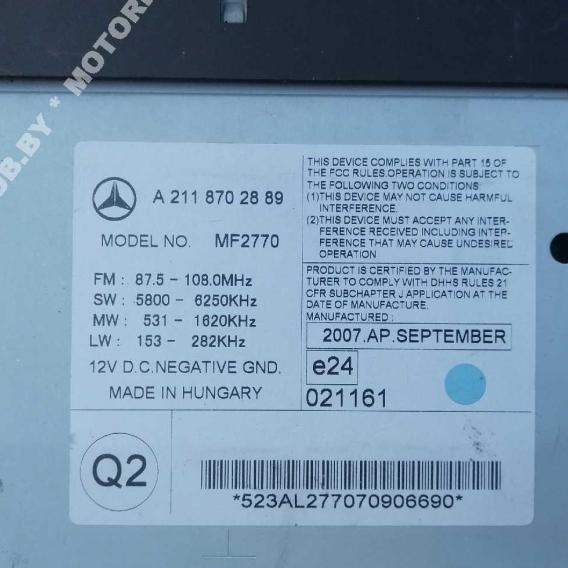 A 211 870 28 89
MODEL NO. MF2770
FM : 87.5 - 108.0MHz
SW : 5800 - 6250KHz
MW : 531 - 1620KHz
LW : 153 - 282KHz
12V D.C.NEGATIVE GND.
MADE IN HUNGARY
THIS DEVICE COMPLIES WITH PART 15 OF
THE FCC RULES.OPERATION IS SUBJECT TO
THE FOLLOWING TWO CONDITIONS
(1)THIS DEVICE MAY NOT CAUSE HARMFUL
INTERFERENCE
(2)THIS DEVICE MUST ACCEPT ANY INTER-
FERENCE RECEIVED INCLUDING INTERFER-
ENCE THAT MAY CAUSE UNDESIRED
OPERATION
PRODUCT IS CERTIFIED BY THE MANUFAC-
TURER TO COMPLY WITH DHHS RULES 21
CFR SUBCHAPTER J APPLICATION AT THE
DATE OF MANUFACTURE.
MANUFACTURED :
2007.AP.SEPTEMBER
e24
021161
Q2
*523AL277070906690*